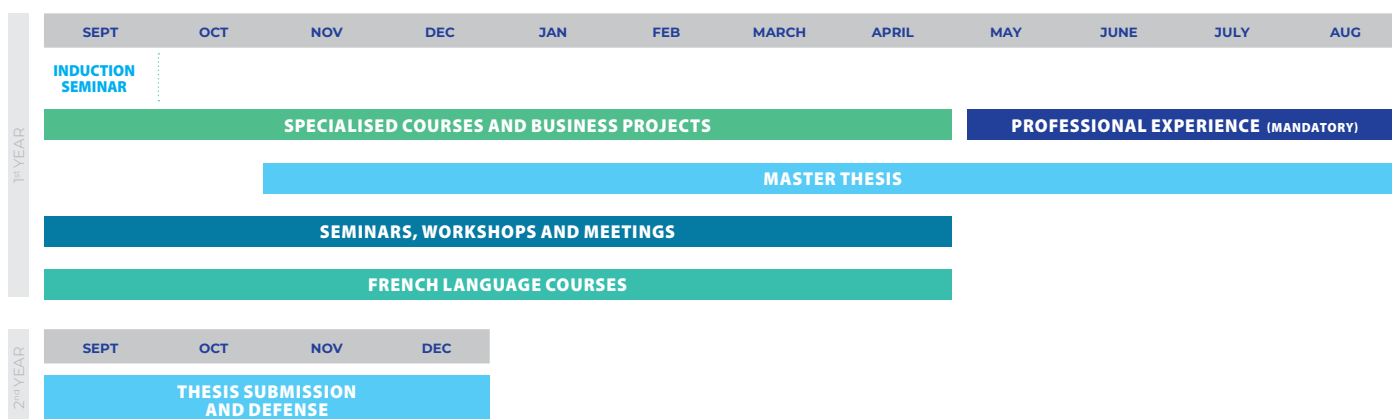 1st YEAR
SEPT OCT NOV DEC JAN FEB MARCH APRIL MAY JUNE JULY AUG
INDUCTION
SEMINAR
SPECIALISED COURSES AND BUSINESS PROJECTS
PROFESSIONAL EXPERIENCE (MANDATORY)
MASTER THESIS
SEMINARS, WORKSHOPS AND MEETINGS
FRENCH LANGUAGE COURSES
2nd YEAR
SEPT OCT NOV DEC
THESIS SUBMISSION
AND DEFENSE